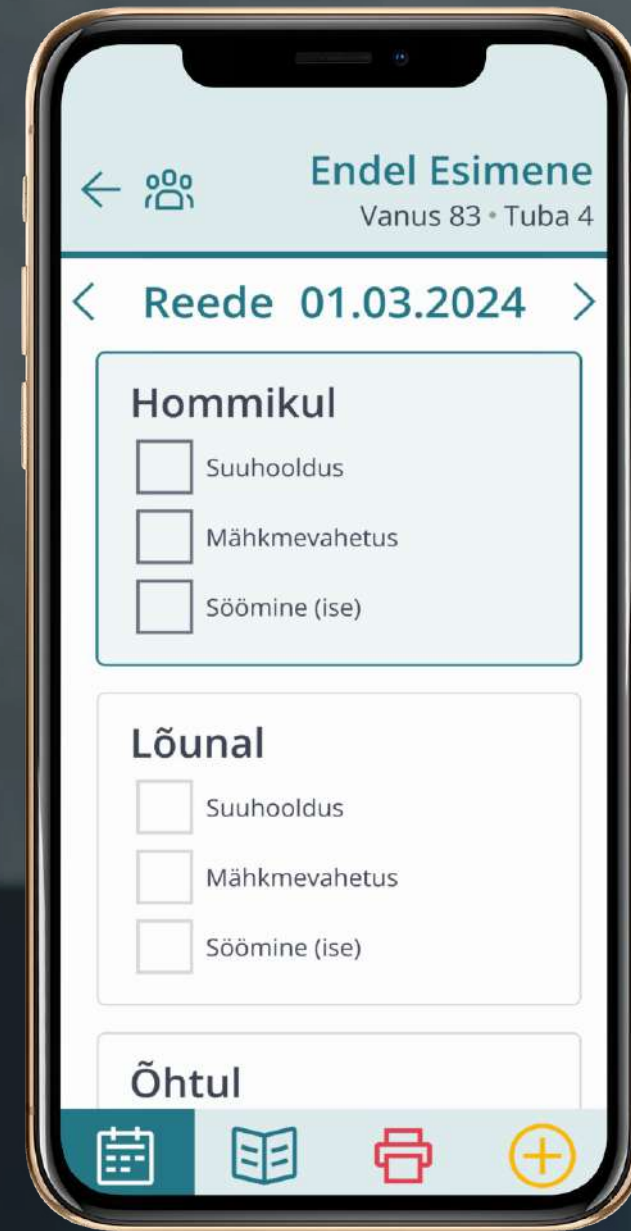 Endel Esimene
Vanus 83 • Tuba 4
Reede 01.03.2024
Hommikul
Suuhooldus
Mähkmevahetus
Söömine (ise)
Lõunal
Suuhooldus
Mähkmevahetus
Söömine (ise)
Õhtul